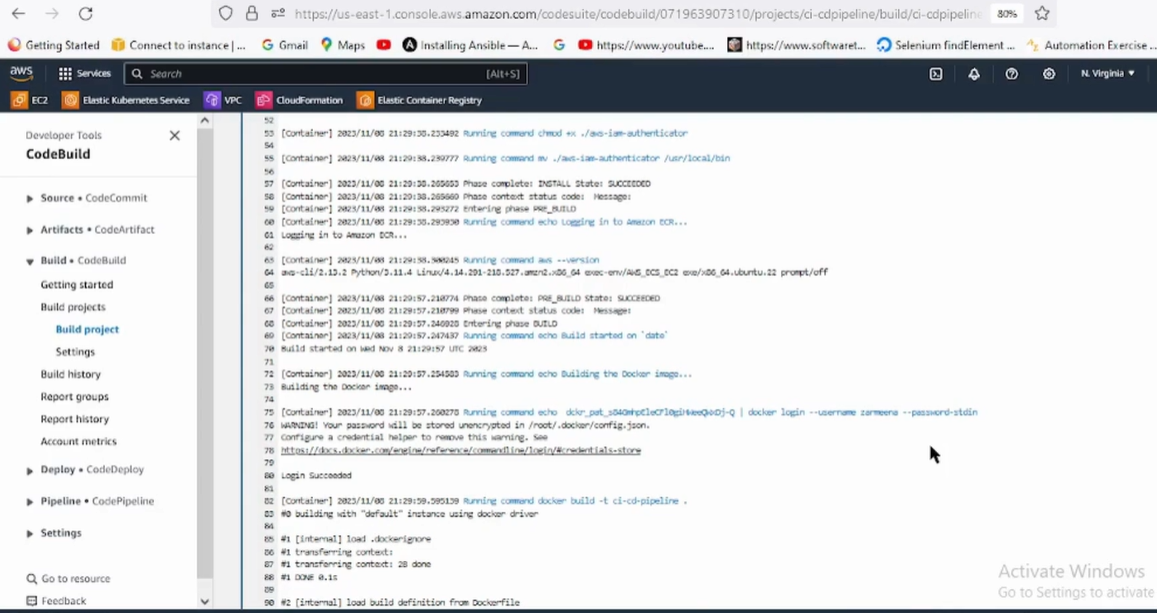 https://us-east-1.console.aws.amazon.com/codesuite/codebuild/071963907310/projects/ci-cdpipeline/build/ci-cdpipeline
80%
Getting Started
Connect to instance | ...
Gmail
Maps
Installing Ansible — A...
https://www.youtube....
https://www.softwaret...
Selenium findElement ...
Automation Exercise ...
aws
Services
Search
[Alt+S]
N. Virginia
EC2
Elastic Kubernetes Service
VPC
CloudFormation
Elastic Container Registry
Developer Tools
CodeBuild
Source • CodeCommit
Artifacts • CodeArtifact
Build • CodeBuild
Getting started
Build projects
Build project
Settings
Build history
Report groups
Report history
Account metrics
Deploy • CodeDeploy
Pipeline • CodePipeline
Settings
Go to resource
Feedback
52
53 [Container] 2023/11/08 21:29:38.233492 Running command chmod +x ./aws-iam-authenticator
54
55 [Container] 2023/11/08 21:29:38.239777 Running command mv ./aws-iam-authenticator /usr/local/bin
56
57 [Container] 2023/11/08 21:29:38.265653 Phase complete: INSTALL State: SUCCEEDED
58 [Container] 2023/11/08 21:29:38.265669 Phase context status code:  Message:
59 [Container] 2023/11/08 21:29:38.293272 Entering phase PRE_BUILD
60 [Container] 2023/11/08 21:29:38.293930 Running command echo Logging in to Amazon ECR...
61 Logging in to Amazon ECR...
62
63 [Container] 2023/11/08 21:29:38.300245 Running command aws --version
64 aws-cli/2.13.2 Python/3.11.4 Linux/4.14.291-218.527.amzn2.x86_64 exec-env/AWS_ECS_EC2 exe/x86_64.ubuntu.22 prompt/off
65
66 [Container] 2023/11/08 21:29:57.210774 Phase complete: PRE_BUILD State: SUCCEEDED
67 [Container] 2023/11/08 21:29:57.210799 Phase context status code:  Message:
68 [Container] 2023/11/08 21:29:57.246928 Entering phase BUILD
69 [Container] 2023/11/08 21:29:57.247437 Running command echo Build started on `date`
70 Build started on Wed Nov 8 21:29:57 UTC 2023
71
72 [Container] 2023/11/08 21:29:57.254583 Running command echo Building the Docker image...
73 Building the Docker image...
74
75 [Container] 2023/11/08 21:29:57.260278 Running command echo | docker login --username zarmeena --password-stdin
76 WARNING! Your password will be stored unencrypted in /root/.docker/config.json.
77 Configure a credential helper to remove this warning. See
78 https://docs.docker.com/engine/reference/commandline/login/#credentials-store
79
80 Login Succeeded
81
82 [Container] 2023/11/08 21:29:59.595139 Running command docker build -t ci-cd-pipeline .
83 #0 building with "default" instance using docker driver
84
85 #1 [internal] load .dockerignore
86 #1 transferring context:
87 #1 transferring context: 2B done
88 #1 DONE 0.1s
89
90 #2 [internal] load build definition from Dockerfile
Activate Windows
Go to Settings to activate